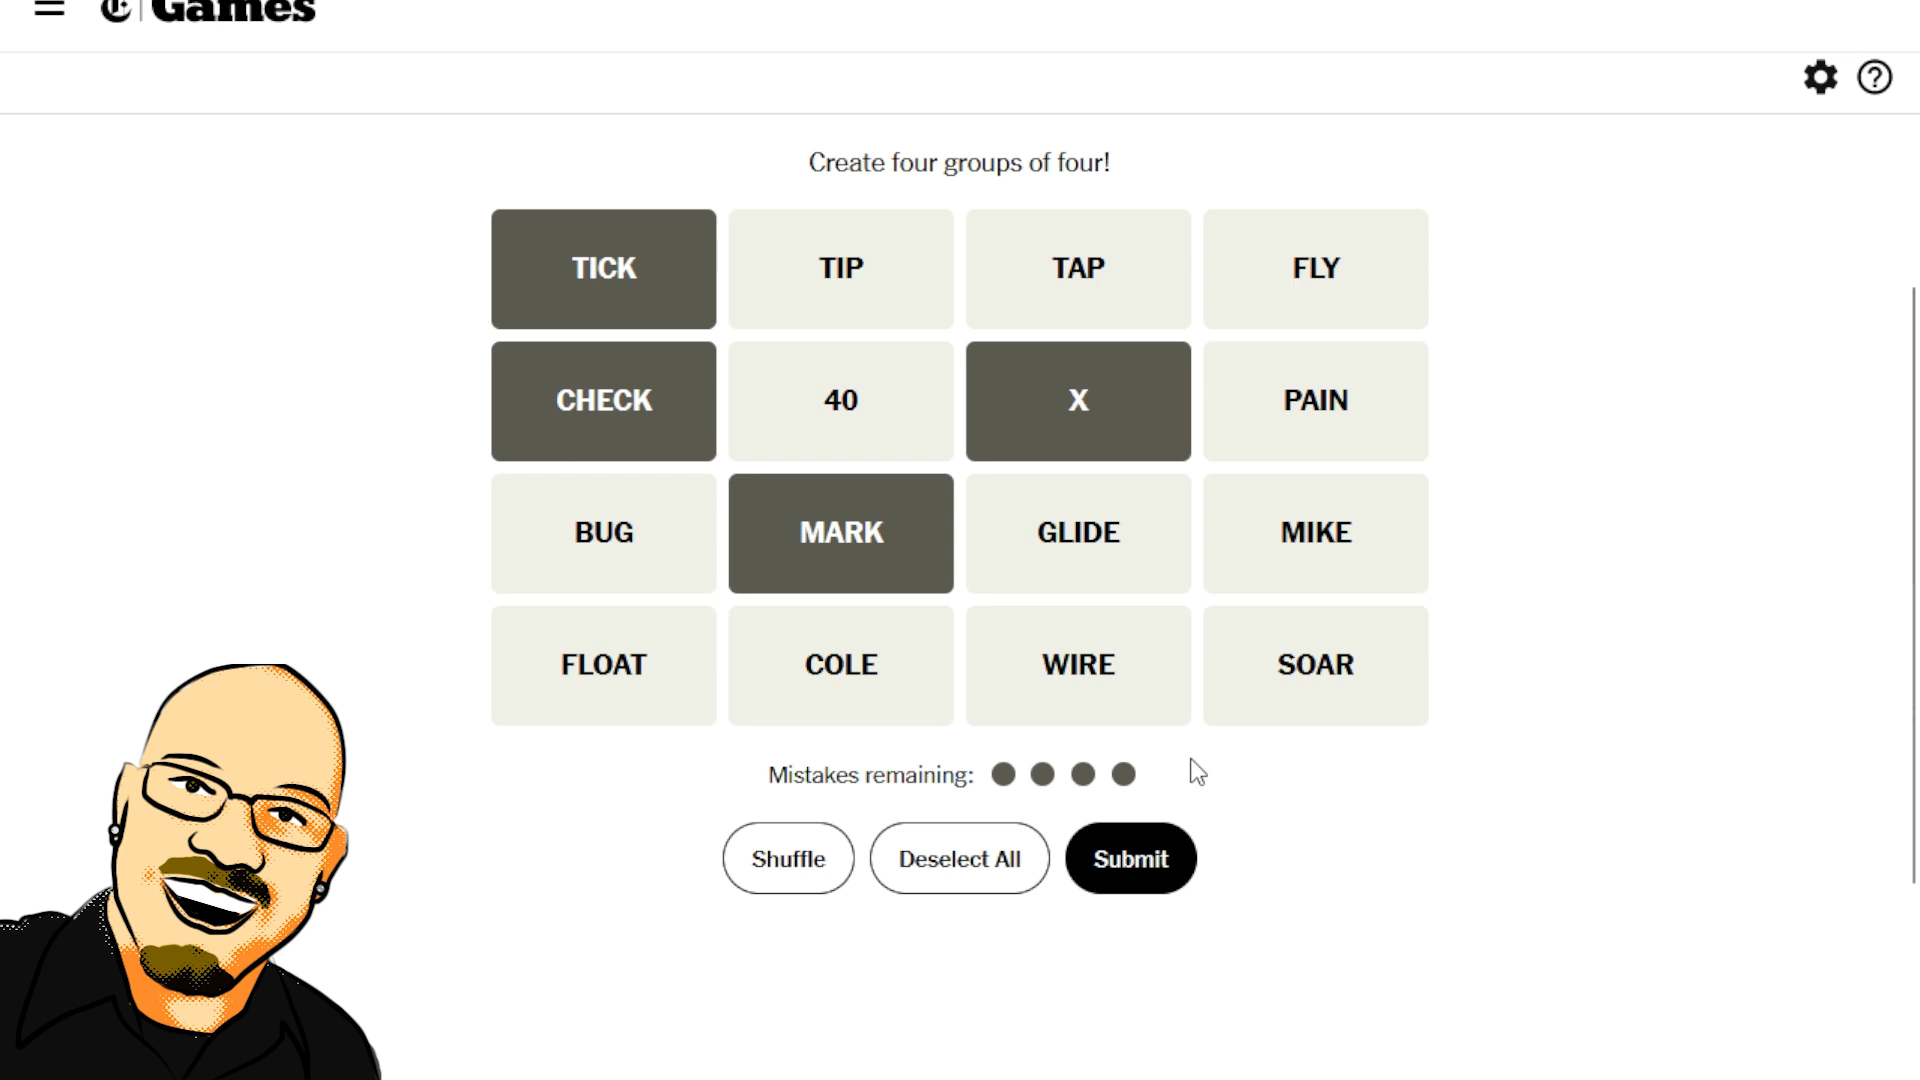 Games
Create four groups of four!
TICK TIP TAP FLY
CHECK 40 X PAIN
BUG MARK GLIDE MIKE
FLOAT COLE WIRE SOAR
Mistakes remaining:
Shuffle Deselect All Submit